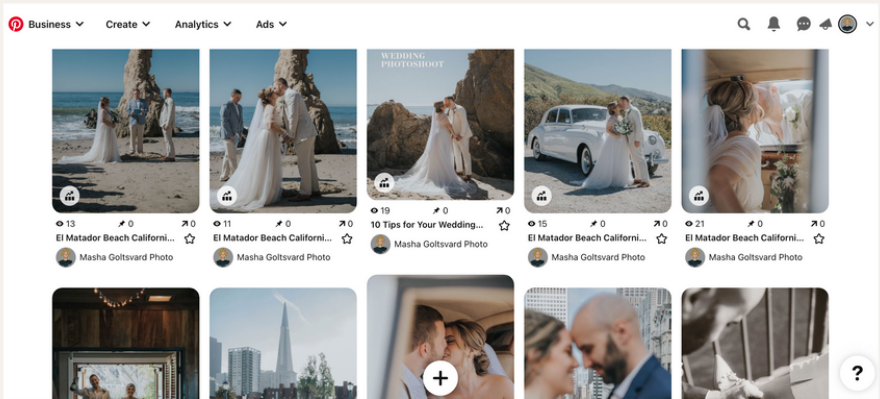 Business Create Analytics Ads
WEDDING
PHOTOSHOOT
13 0 0
El Matador Beach Californi...
Masha Goltsvard Photo
11 0 0
El Matador Beach Californi...
Masha Goltsvard Photo
19 0 0
10 Tips for Your Wedding...
Masha Goltsvard Photo
15 0 0
El Matador Beach Californi...
Masha Goltsvard Photo
21 0 0
El Matador Beach Californi...
Masha Goltsvard Photo
?